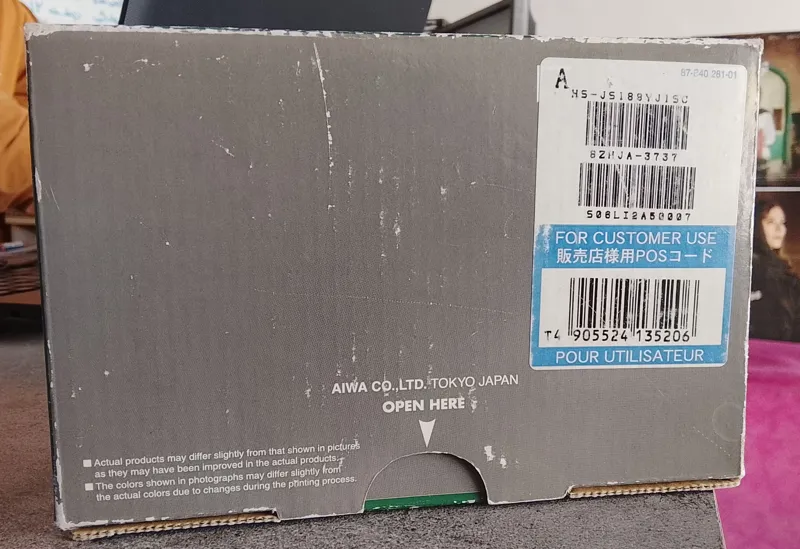 A
87-240.281-01
HS-JS189YJ1SC
8ZHJA-3737
S06LI2A50007
FOR CUSTOMER USE
販売店様用POSコード
T4 905524 135206
POUR UTILISATEUR
AIWA CO.,LTD. TOKYO JAPAN
OPEN HERE
■Actual products may differ slightly from that shown in pictures
as they may have been improved in the actual products.
■The colors shown in photographs may differ slightly from
the actual colors due to changes during the printing process.